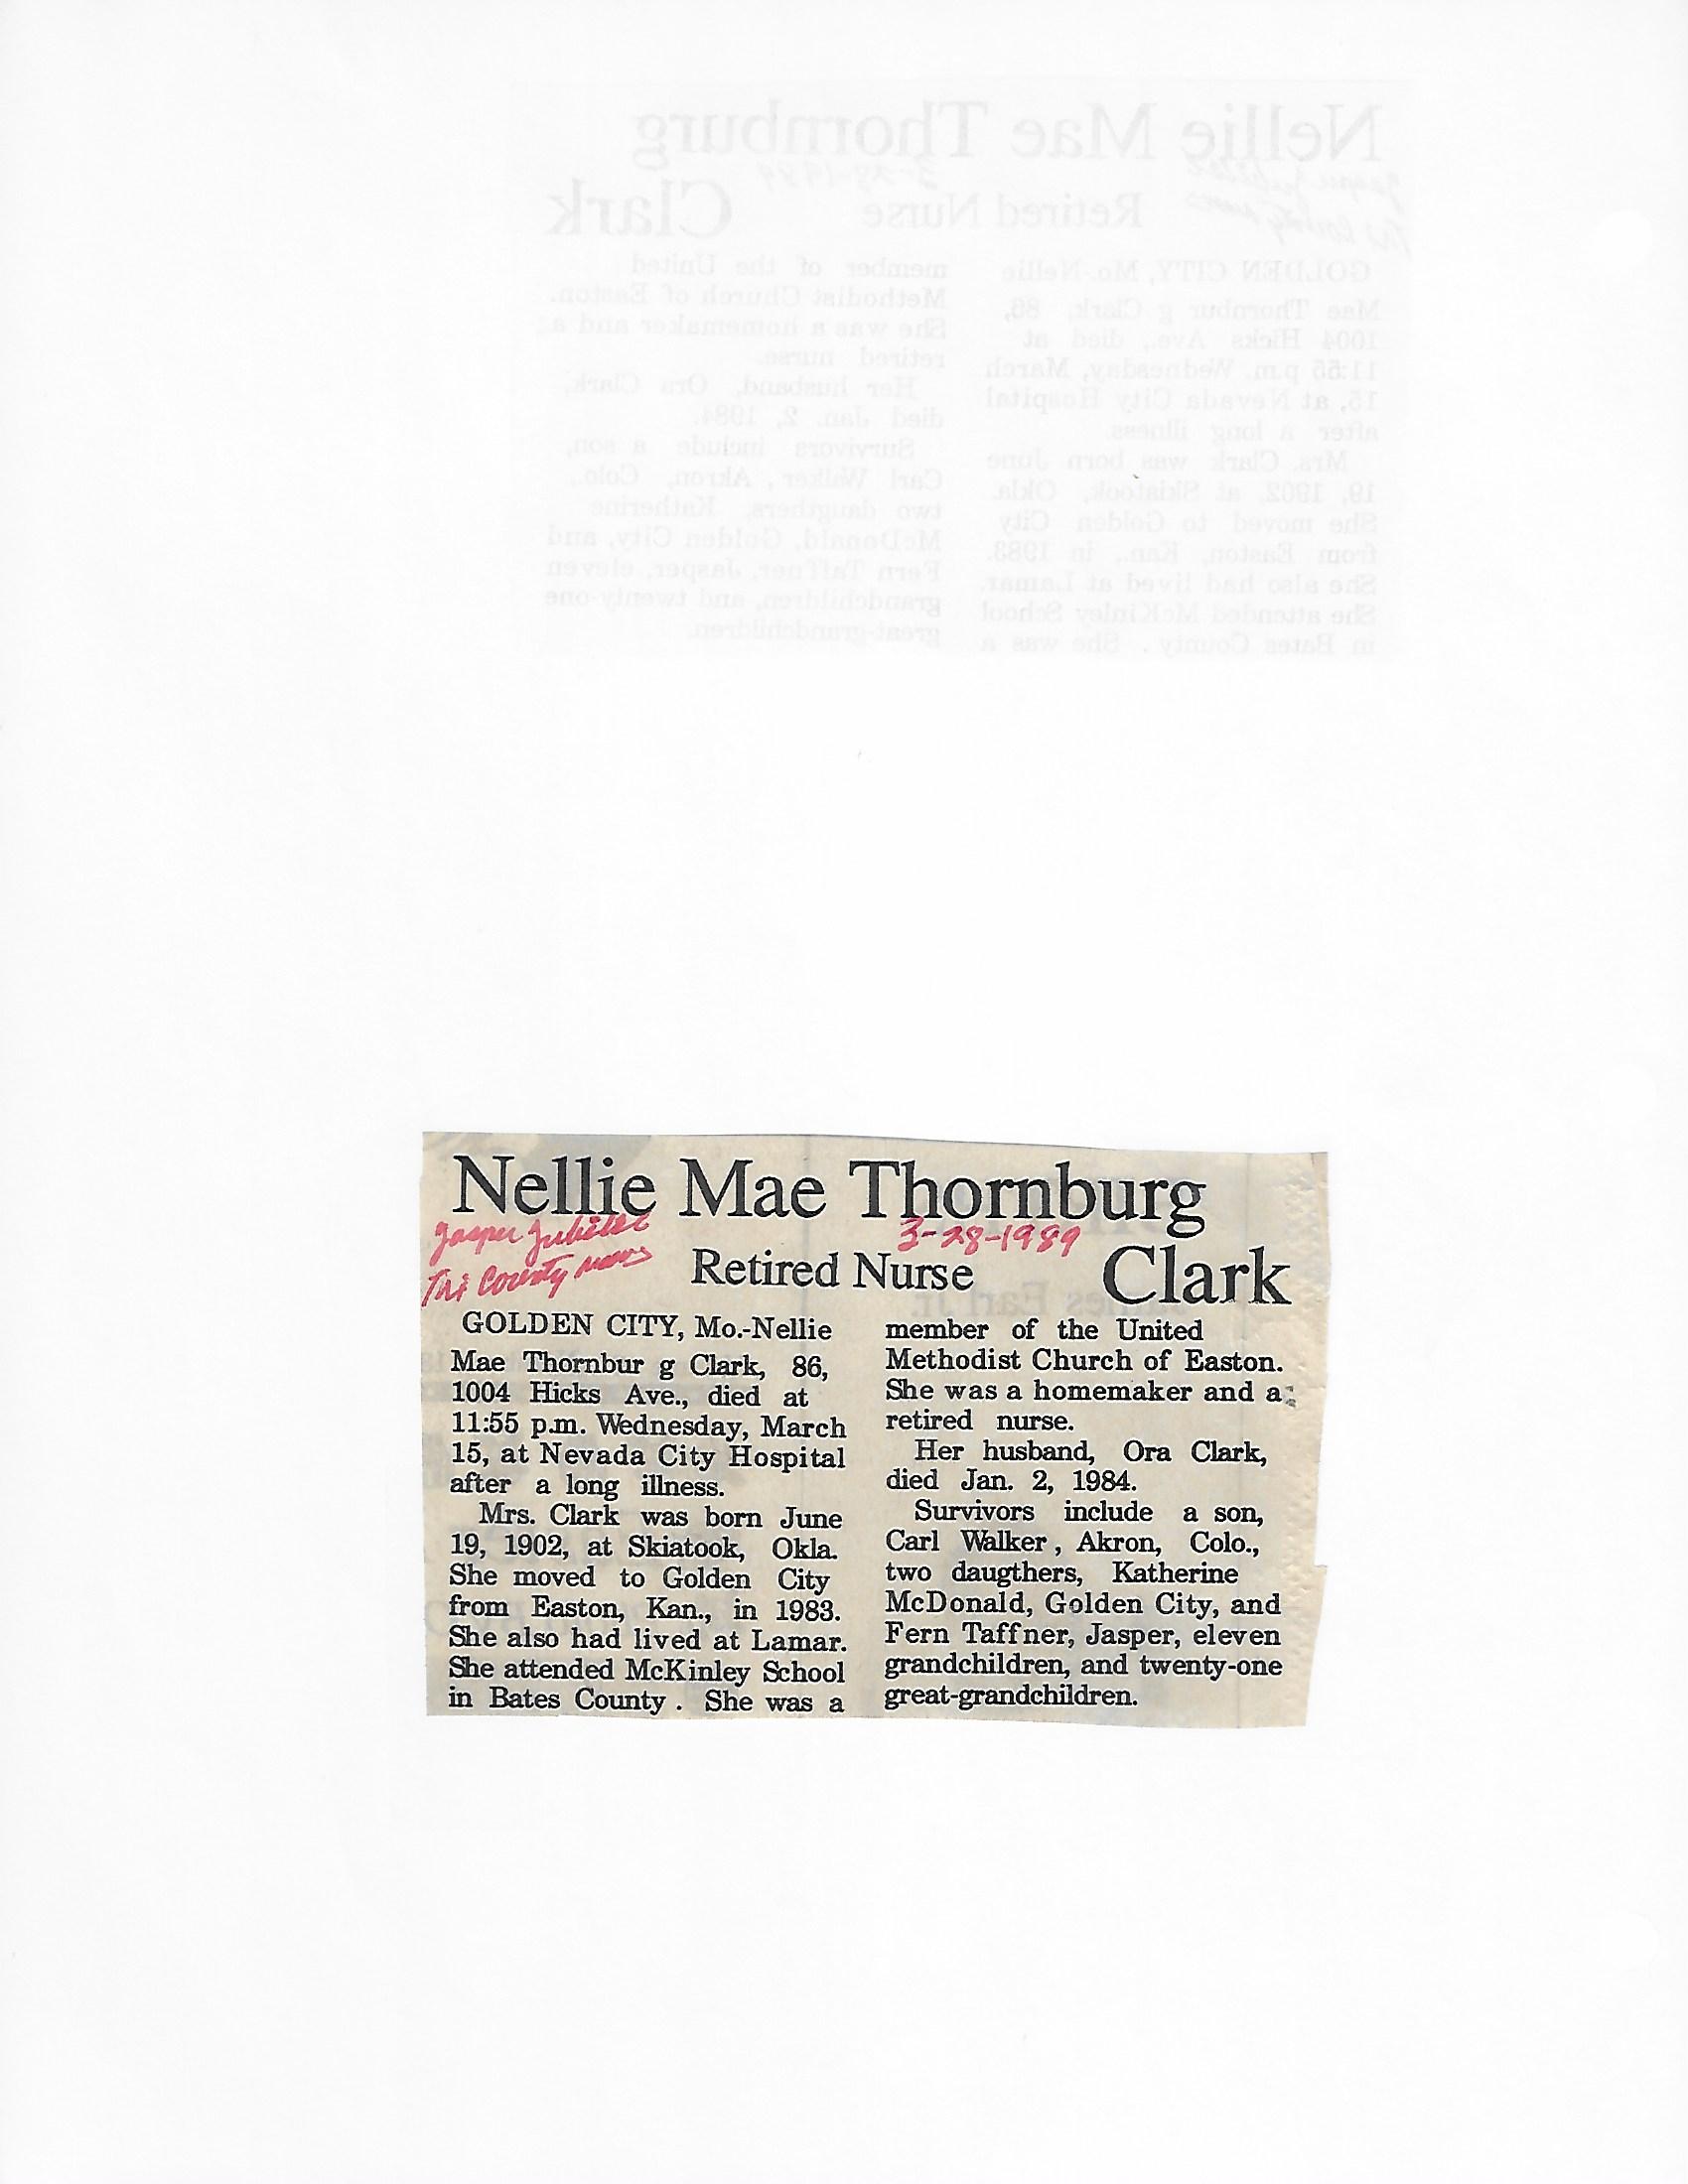 Nellie Mae Thornburg
Clark
Jasper Jubilee
Tri County news
3-28-1989
Retired Nurse
GOLDEN CITY, Mo.-Nellie
Mae Thornbur g Clark, 86,
1004 Hicks Ave., died at
11:55 p.m. Wednesday, March
15, at Nevada City Hospital
after a long illness.
Mrs. Clark was born June
19, 1902, at Skiatook, Okla.
She moved to Golden City
from Easton, Kan., in 1983.
She also had lived at Lamar.
She attended McKinley School
in Bates County . She was a
member of the United
Methodist Church of Easton.
She was a homemaker and a
retired nurse.
Her husband, Ora Clark,
died Jan. 2, 1984.
Survivors include a son,
Carl Walker , Akron, Colo.,
two daugthers, Katherine
McDonald, Golden City, and
Fern Taffner, Jasper, eleven
grandchildren, and twenty-one
great-grandchildren.